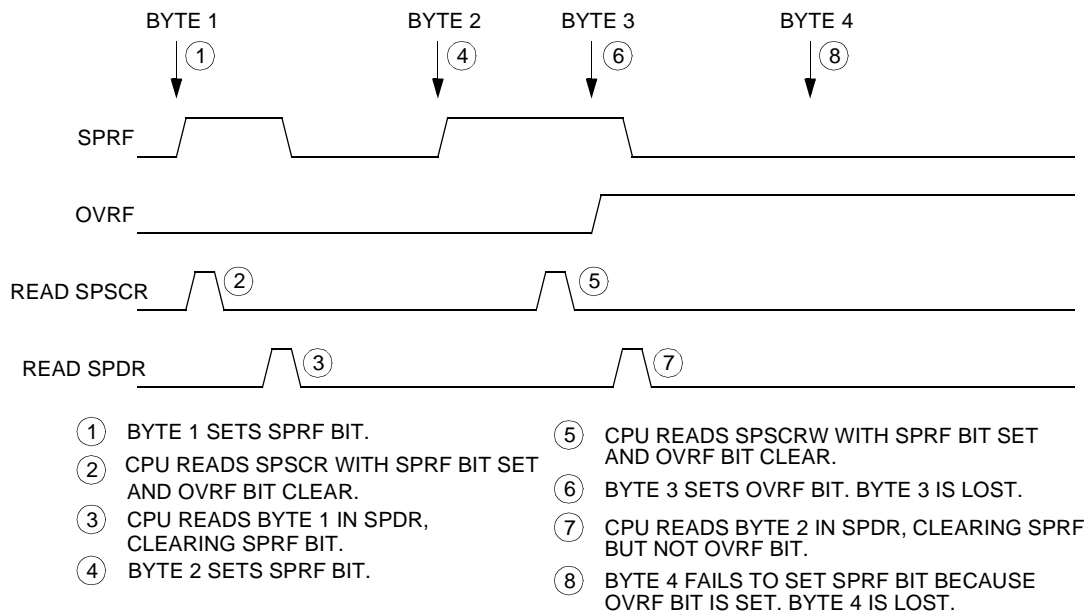 BYTE 1 BYTE 2 BYTE 3 BYTE 4
1 4 6 8
SPRF
OVRF
READ SPSCR 2 5
READ SPDR 3 7
1 BYTE 1 SETS SPRF BIT.
2 CPU READS SPSCR WITH SPRF BIT SET
AND OVRF BIT CLEAR.
3 CPU READS BYTE 1 IN SPDR,
CLEARING SPRF BIT.
4 BYTE 2 SETS SPRF BIT.
5 CPU READS SPSCRW WITH SPRF BIT SET
AND OVRF BIT CLEAR.
6 BYTE 3 SETS OVRF BIT. BYTE 3 IS LOST.
7 CPU READS BYTE 2 IN SPDR, CLEARING SPRF
BUT NOT OVRF BIT.
8 BYTE 4 FAILS TO SET SPRF BIT BECAUSE
OVRF BIT IS SET. BYTE 4 IS LOST.